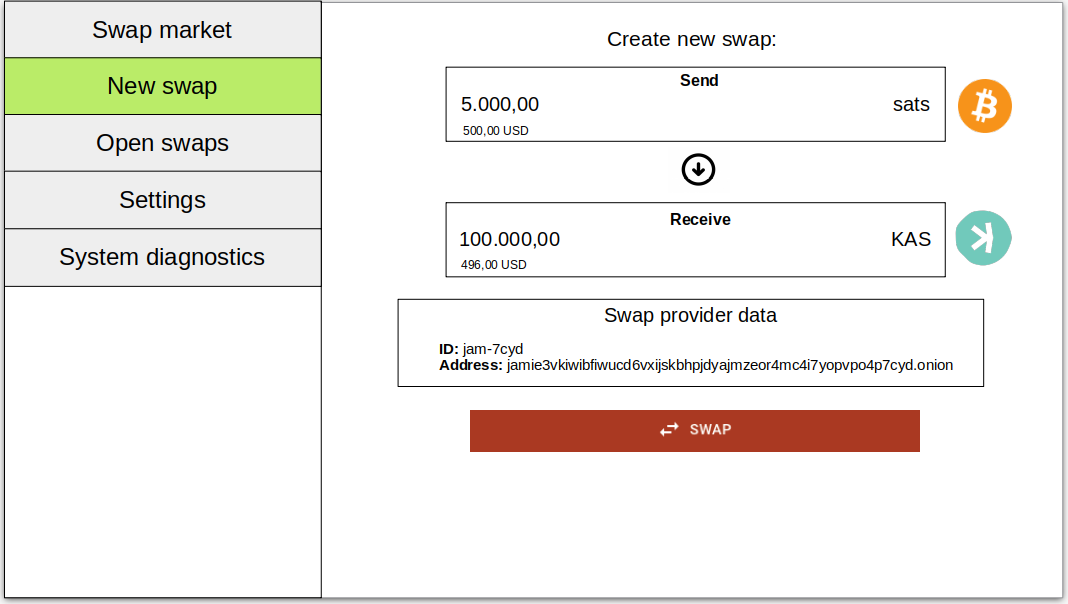 Swap market
New swap
Open swaps
Settings
System diagnostics
Create new swap:
Send
5.000,00 sats
500,00 USD
Receive
100.000,00 KAS
496,00 USD
Swap provider data
ID: jam-7cyd
Address: jamie3vkiwibfiwucd6vxijskbhpjdyajmzeor4mc4i7yopvpo4p7cyd.onion
SWAP